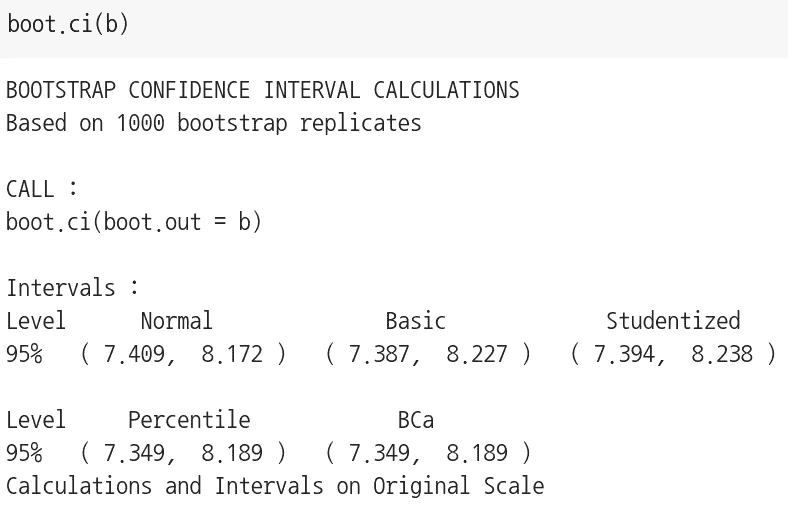 boot.ci(b)
BOOTSTRAP CONFIDENCE INTERVAL CALCULATIONS
Based on 1000 bootstrap replicates
CALL :
boot.ci(boot.out = b)
Intervals :
Level      Normal              Basic             Studentized
95%   ( 7.409,  8.172 )   ( 7.387,  8.227 )   ( 7.394,  8.238 )
Level     Percentile            BCa
95%   ( 7.349,  8.189 )   ( 7.349,  8.189 )
Calculations and Intervals on Original Scale